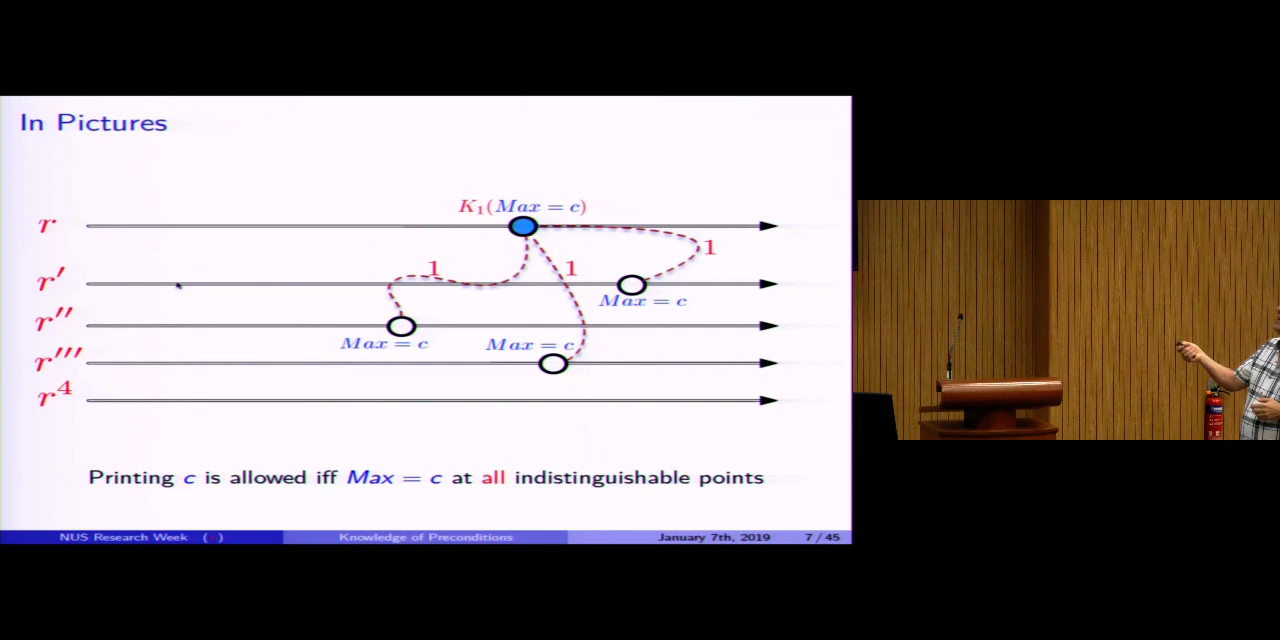 In Pictures
K₁(Max = c)
r
1
r′
1
1
Max = c
r″
Max = c
Max = c
r‴
r⁴
Printing c is allowed iff Max = c at all indistinguishable points
NUS Research Week Knowledge of Preconditions January 7th, 2019 7 / 45